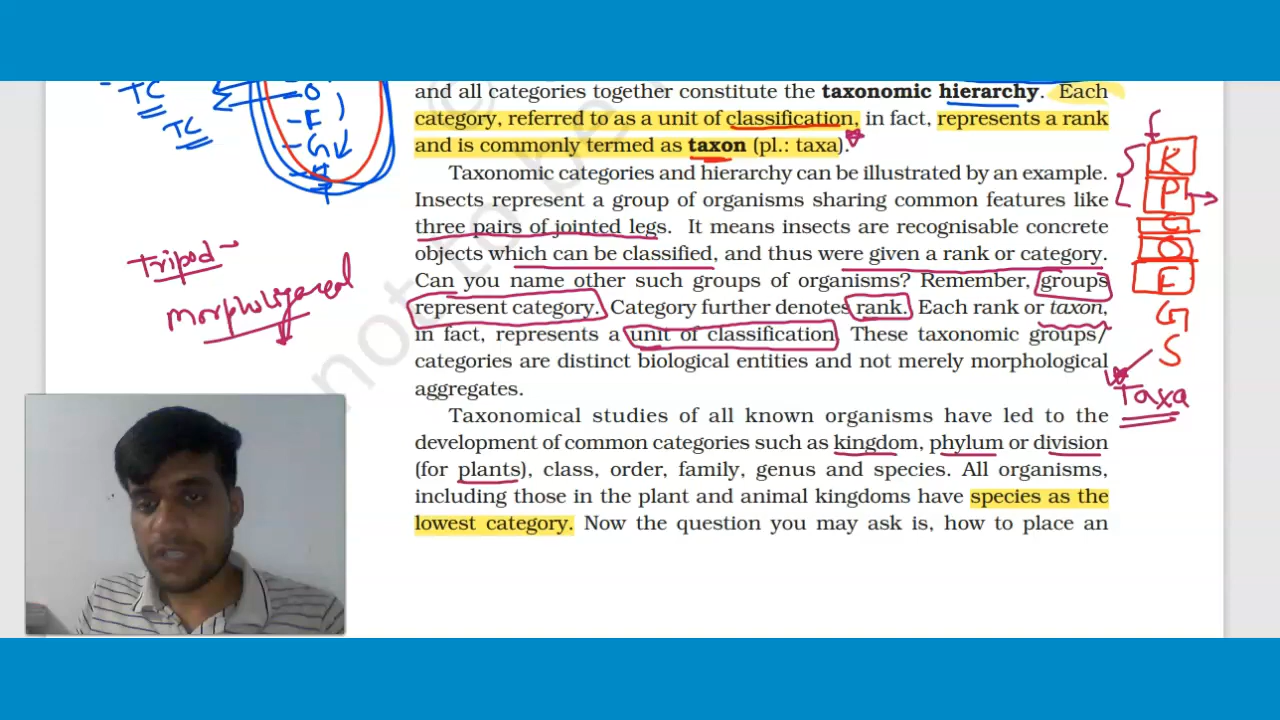 TC
TC
O
F
G
and all categories together constitute the taxonomic hierarchy. Each
category, referred to as a unit of classification, in fact, represents a rank
and is commonly termed as taxon (pl.: taxa).
Taxonomic categories and hierarchy can be illustrated by an example.
Insects represent a group of organisms sharing common features like
three pairs of jointed legs. It means insects are recognisable concrete
objects which can be classified, and thus were given a rank or category.
Can you name other such groups of organisms? Remember, groups
represent category. Category further denotes rank. Each rank or taxon,
in fact, represents a unit of classification. These taxonomic groups/
categories are distinct biological entities and not merely morphological
aggregates.
Taxonomical studies of all known organisms have led to the
development of common categories such as kingdom, phylum or division
(for plants), class, order, family, genus and species. All organisms,
including those in the plant and animal kingdoms have species as the
lowest category. Now the question you may ask is, how to place an
Tripod
K
P
C
O
F
G
S
Taxa
not to be
©